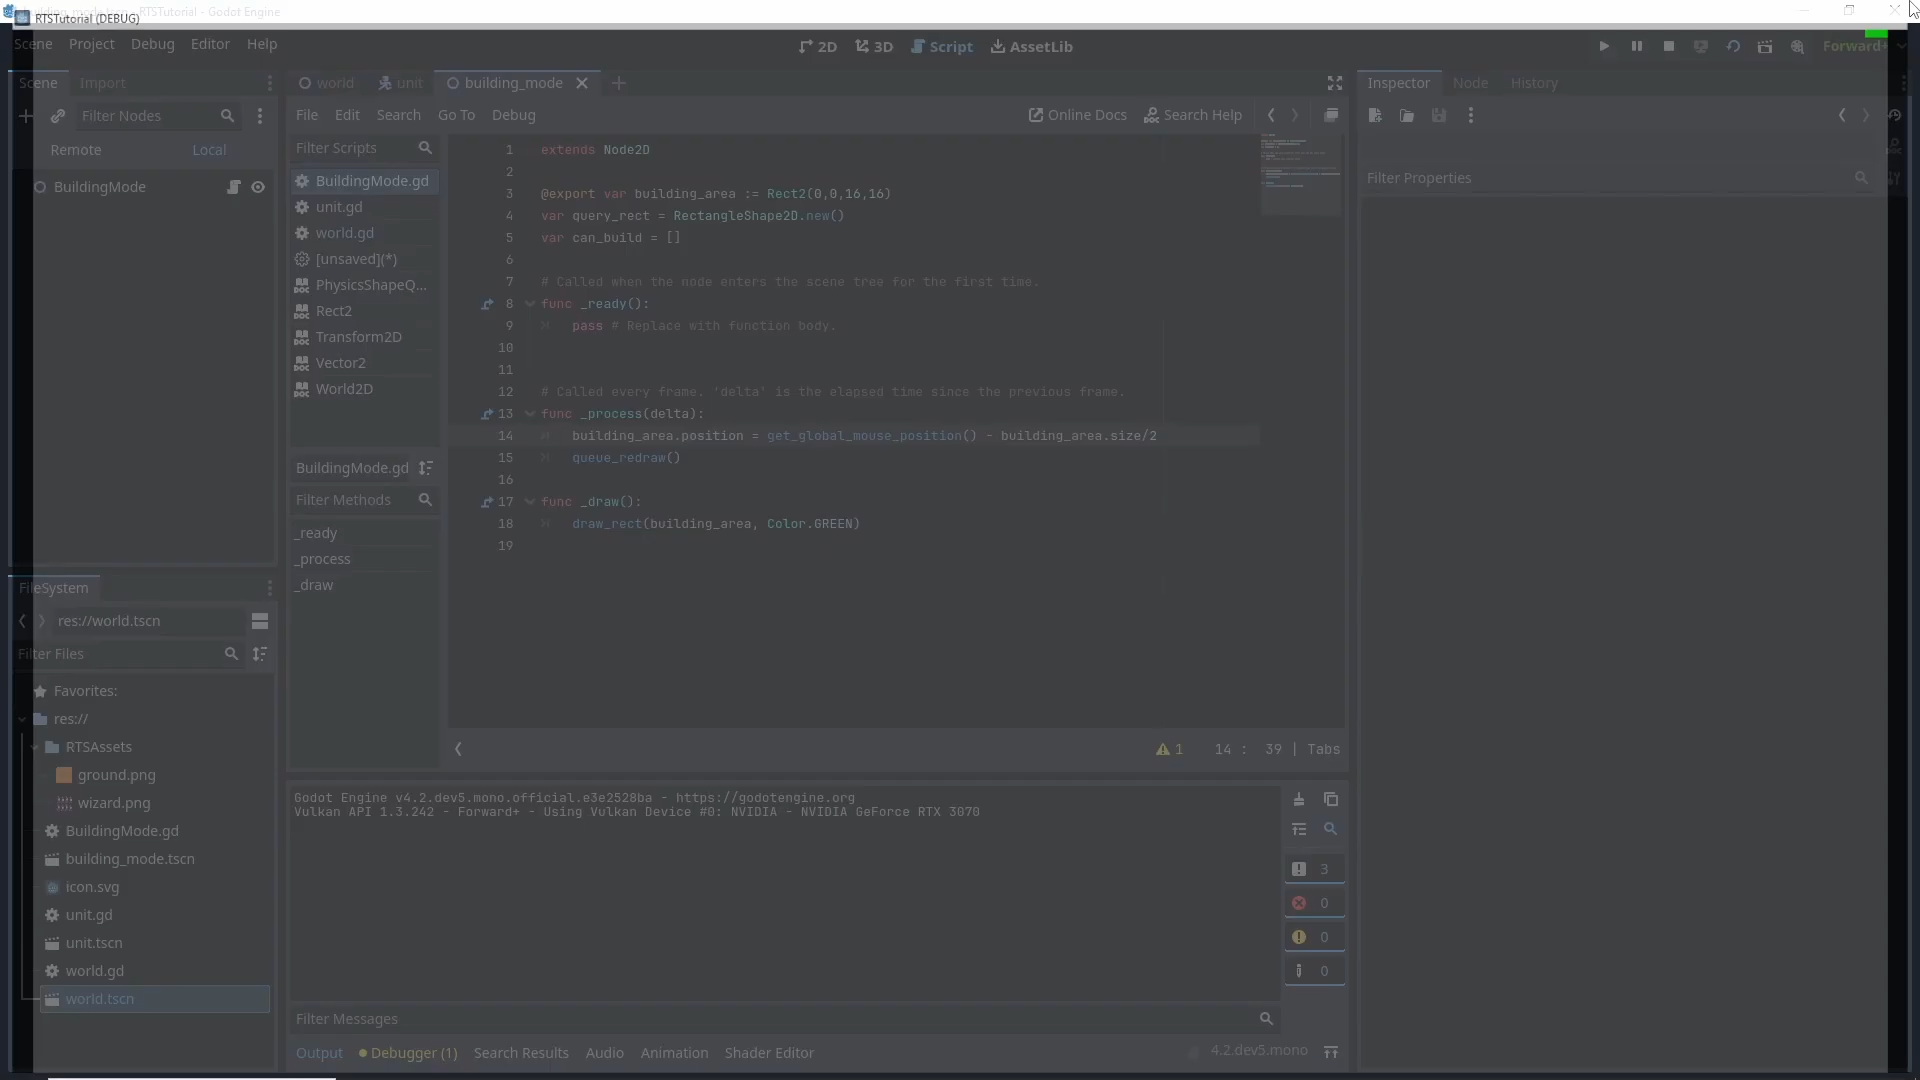 RTSTutorial (DEBUG)
RTSTutorial - Godot Engine
Scene Project Debug Editor Help
2D 3D Script AssetLib
Forward+
Scene Import
world unit building_mode
Inspector Node History
Filter Nodes
File Edit Search Go To Debug
Online Docs Search Help
Remote Local
Filter Scripts
BuildingMode
BuildingMode.gd
unit.gd
world.gd
[unsaved](*)
PhysicsShapeQ...
Rect2
Transform2D
Vector2
World2D
Filter Properties
1 extends Node2D
2
3 @export var building_area := Rect2(0,0,16,16)
4 var query_rect = RectangleShape2D.new()
5 var can_build = []
6
7 # Called when the node enters the scene tree for the first time.
8 func _ready():
9 pass # Replace with function body.
10
11
12 # Called every frame. 'delta' is the elapsed time since the previous frame.
13 func _process(delta):
14 building_area.position = get_global_mouse_position() - building_area.size/2
15 queue_redraw()
16
17 func _draw():
18 draw_rect(building_area, Color.GREEN)
19
BuildingMode.gd
Filter Methods
_ready
_process
_draw
1 14 : 39 | Tabs
FileSystem
res://world.tscn
Filter Files
Favorites:
res://
RTSAssets
ground.png
wizard.png
BuildingMode.gd
building_mode.tscn
icon.svg
unit.gd
unit.tscn
world.gd
world.tscn
Godot Engine v4.2.dev5.mono.official.e3e2528ba - https://godotengine.org
Vulkan API 1.3.242 - Forward+ - Using Vulkan Device #0: NVIDIA - NVIDIA GeForce RTX 3070
3
0
0
0
Filter Messages
Output Debugger (1) Search Results Audio Animation Shader Editor
4.2.dev5.mono